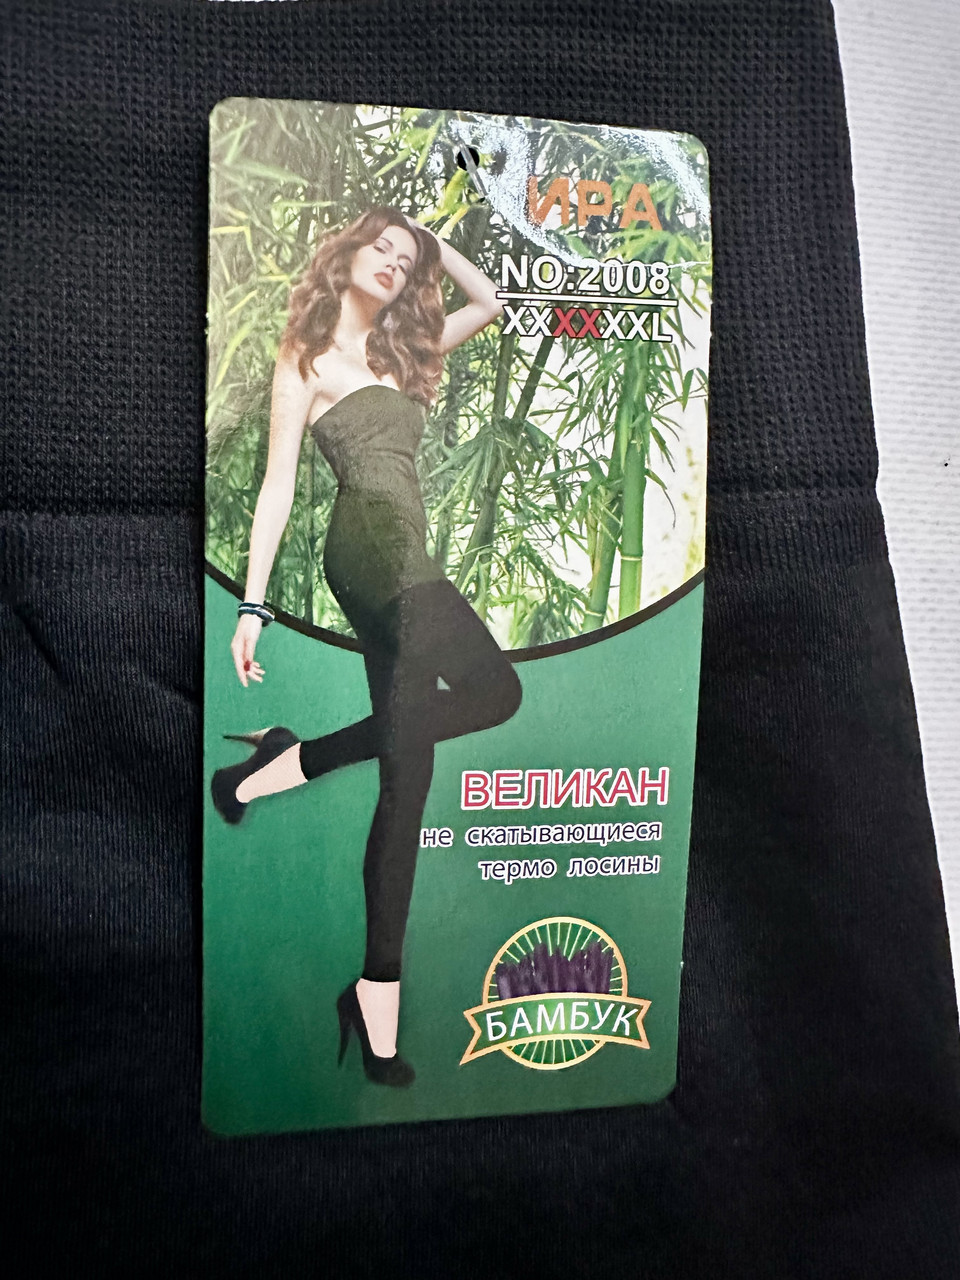 ИРА
NO:2008
XXXXXXL
ВЕЛИКАН
не скатывающиеся
термо лосины
БАМБУК